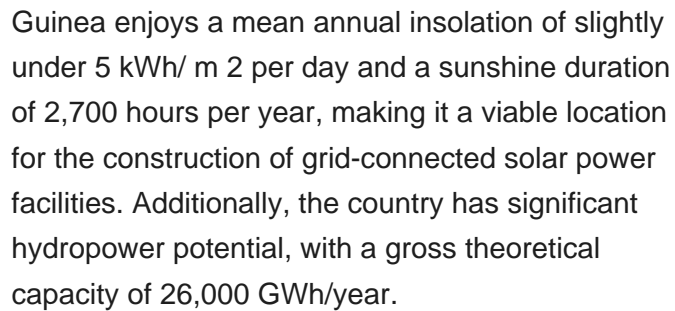 Guinea enjoys a mean annual insolation of slightly
under 5 kWh/ m 2 per day and a sunshine duration
of 2,700 hours per year, making it a viable location
for the construction of grid-connected solar power
facilities. Additionally, the country has significant
hydropower potential, with a gross theoretical
capacity of 26,000 GWh/year.